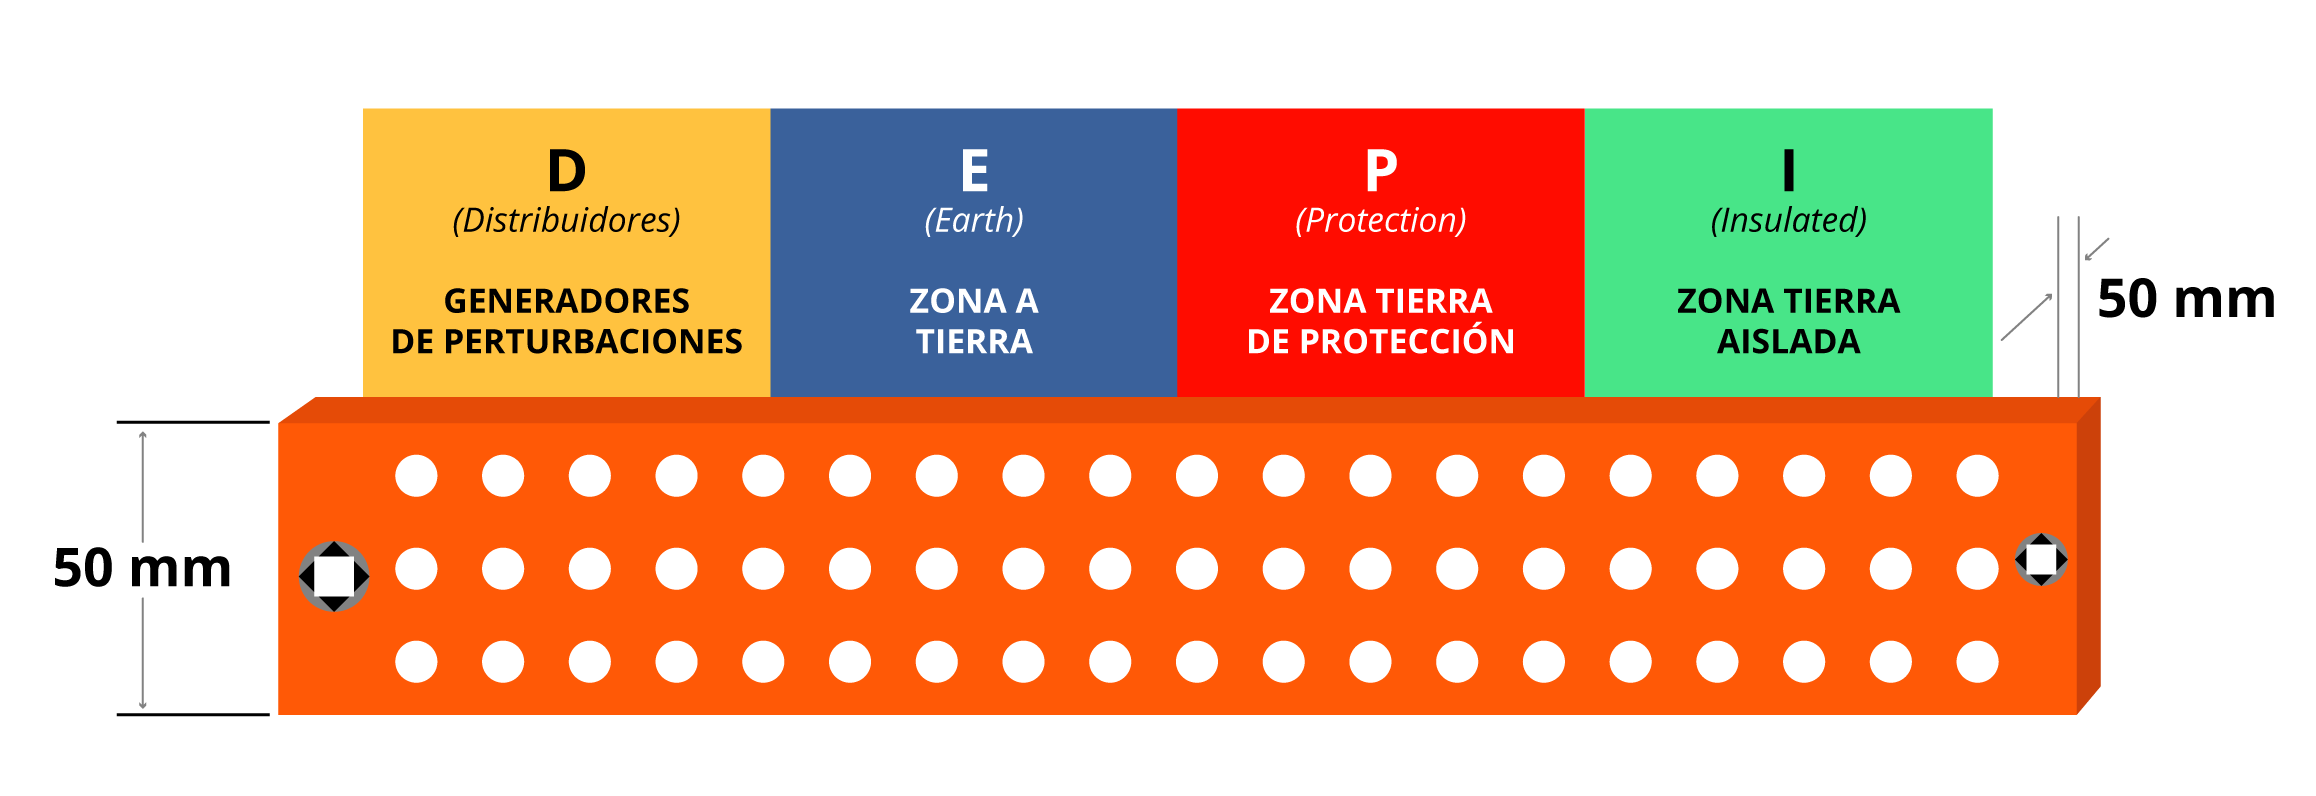 D
(Distribuidores)
GENERADORES
DE PERTURBACIONES
E
(Earth)
ZONA A
TIERRA
P
(Protection)
ZONA TIERRA
DE PROTECCIÓN
I
(Insulated)
ZONA TIERRA
AISLADA
50 mm
50 mm